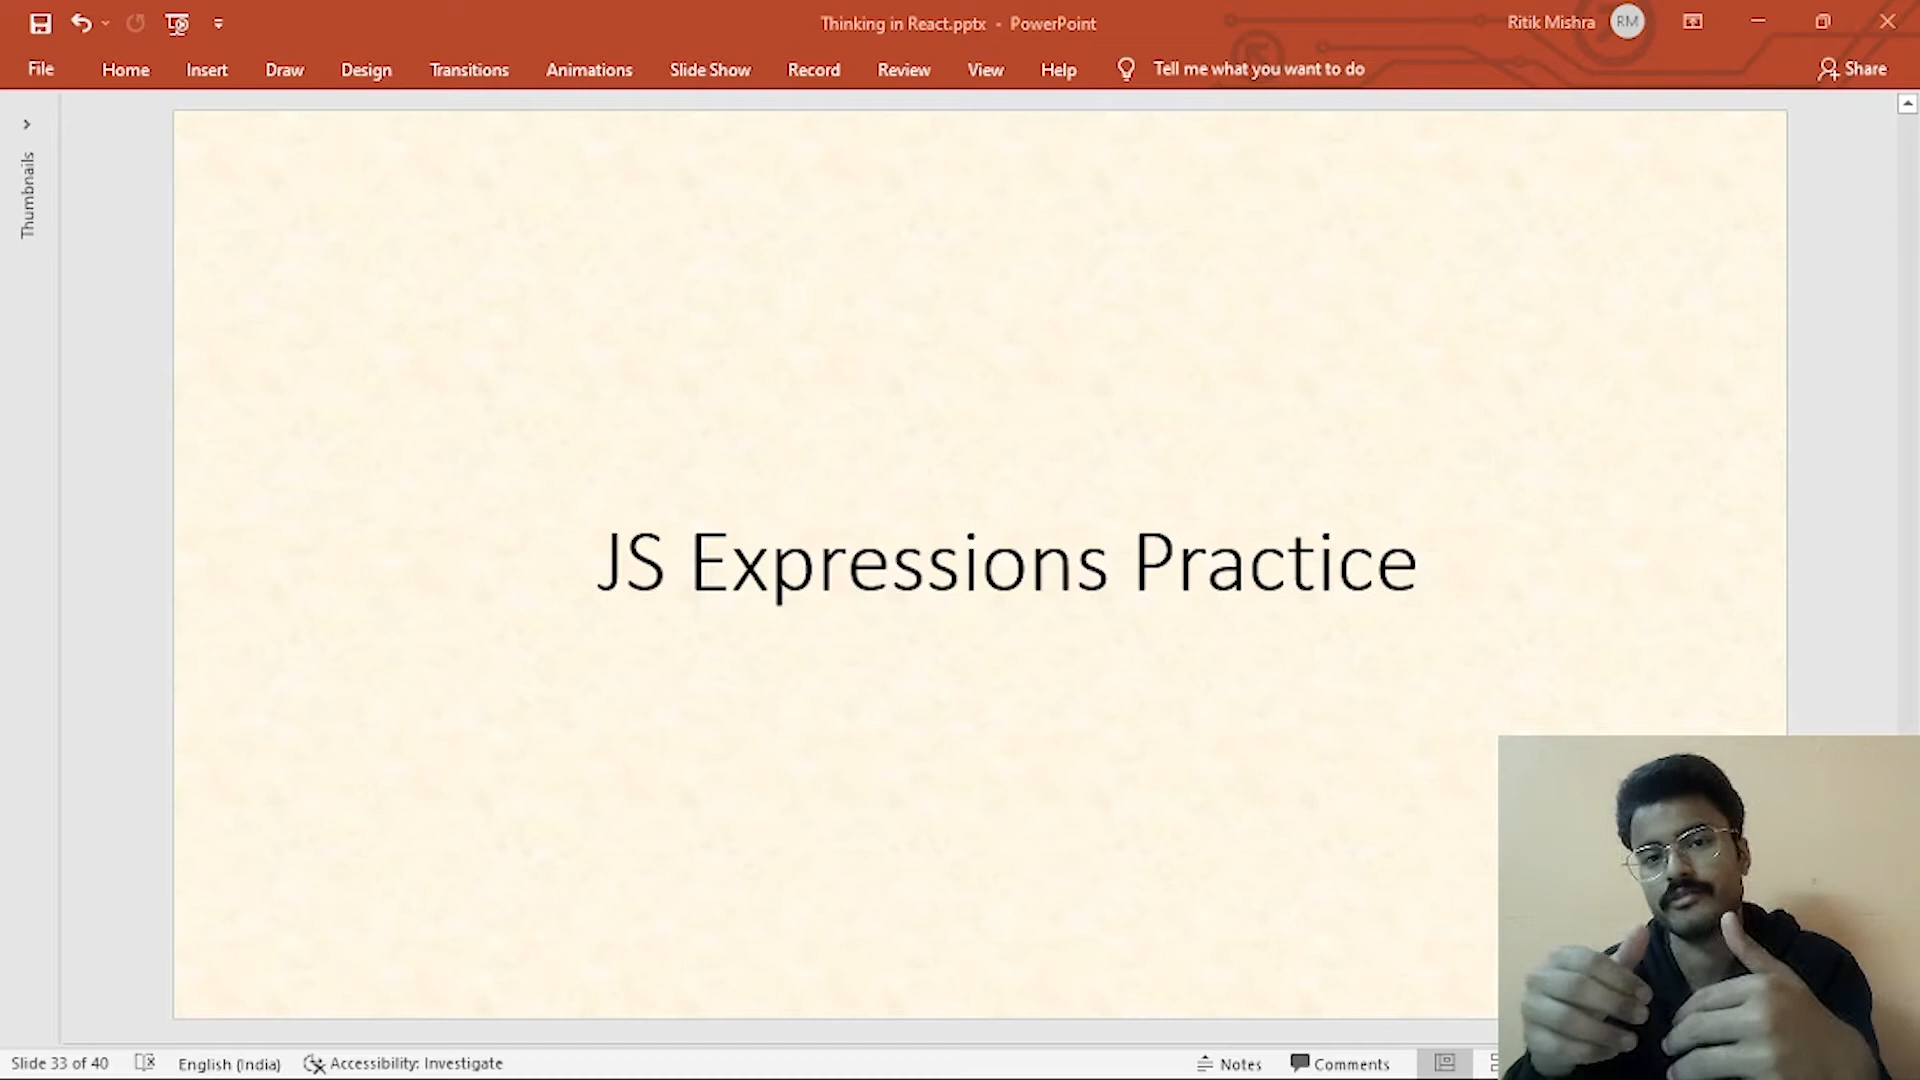 Thinking in React.pptx - PowerPoint
Ritik Mishra
RM
File
Home
Insert
Draw
Design
Transitions
Animations
Slide Show
Record
Review
View
Help
Tell me what you want to do
Share
Thumbnails
JS Expressions Practice
Slide 33 of 40
English (India)
Accessibility: Investigate
Notes
Comments